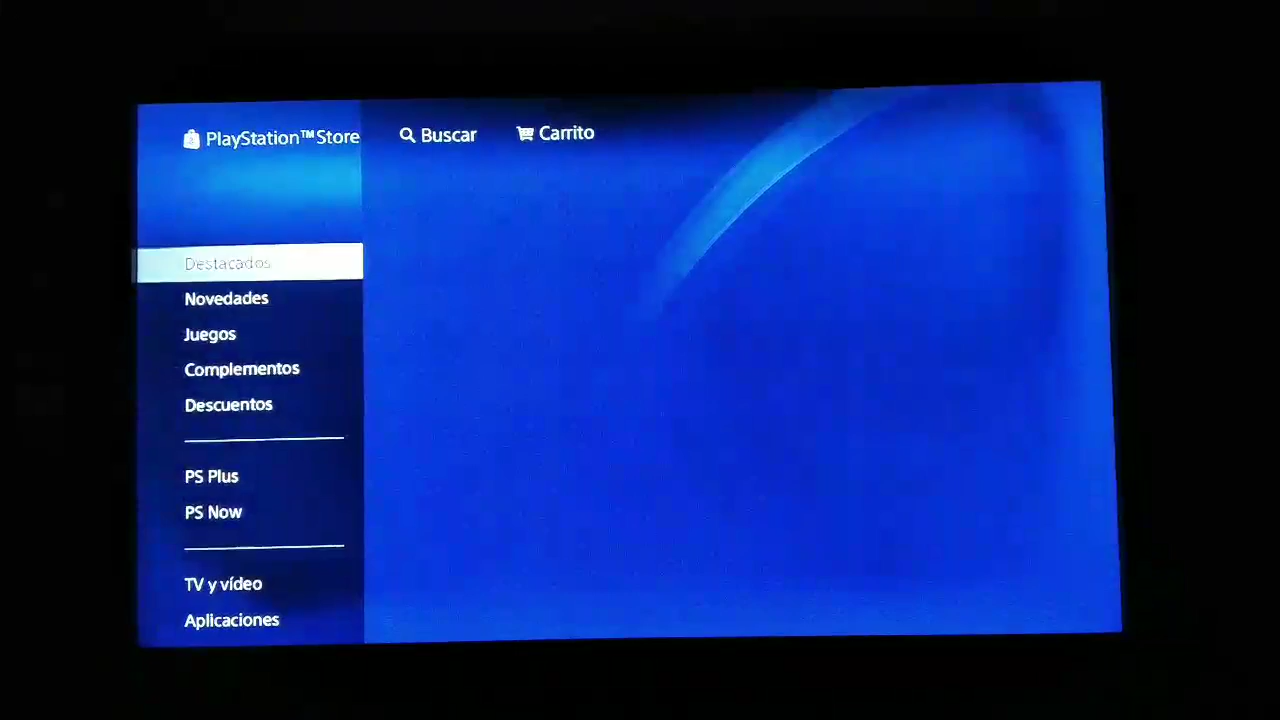 PlayStation™Store
Buscar
Carrito
Destacados
Novedades
Juegos
Complementos
Descuentos
PS Plus
PS Now
TV y vídeo
Aplicaciones